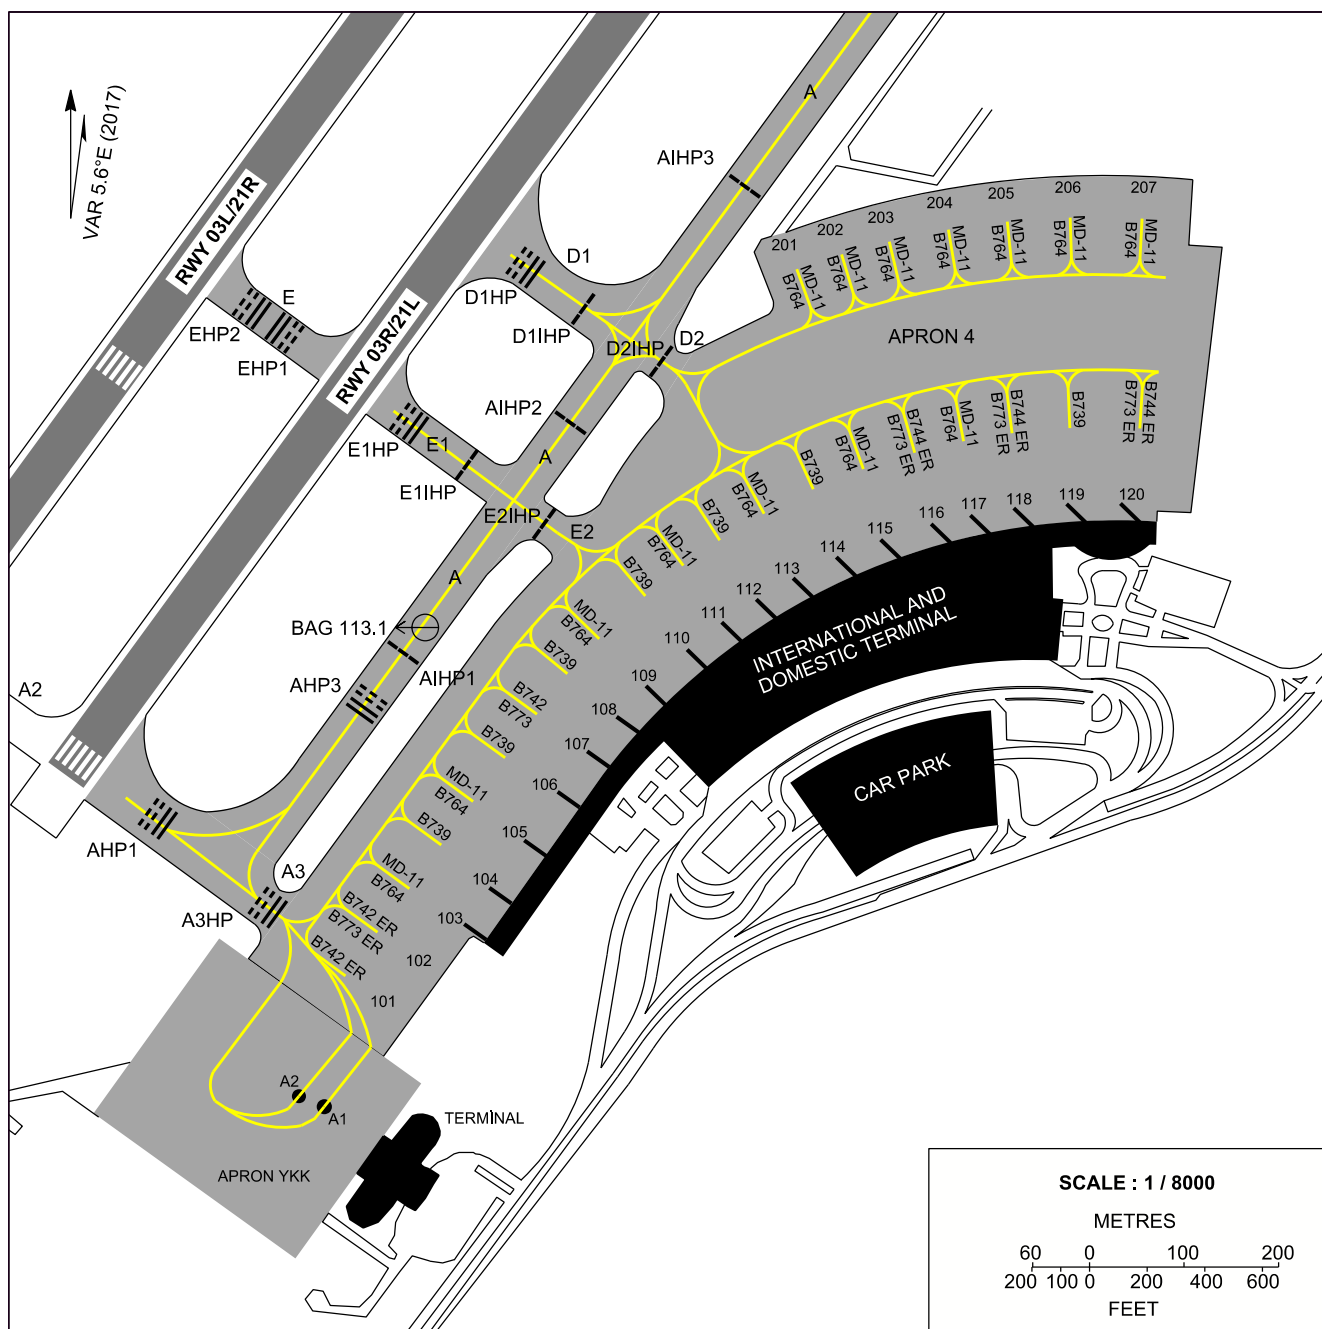 A
AIHP3
VAR 5.6°E (2017)
RWY 03L/21R
205
206
207
204
203
202
201
MD-11
B764
MD-11
B764
MD-11
B764
MD-11
B764
MD-11
B764
MD-11
B764
MD-11
B764
D1
D1HP
D1IHP
D2IHP
D2
E
EHP2
EHP1
RWY 03R/21L
APRON 4
AIHP2
E1HP
E1
E1IHP
A
E2IHP
E2
B744 ER
B773 ER
B739
B744 ER
B773 ER
MD-11
B764
B744 ER
B773 ER
MD-11
B764
B739
MD-11
B764
B739
MD-11
B764
B739
MD-11
B764
B739
B742
B773
B739
MD-11
B764
B739
MD-11
B764
B742 ER
B773 ER
B742 ER
120
119
118
117
116
115
114
113
112
111
110
109
108
107
106
105
104
103
102
101
A
BAG 113.1
AIHP1
AHP3
A2
INTERNATIONAL AND
DOMESTIC TERMINAL
CAR PARK
AHP1
A3
A3HP
A2
A1
TERMINAL
APRON YKK
SCALE : 1 / 8000
METRES
60 0 100 200
200 100 0 200 400 600
FEET